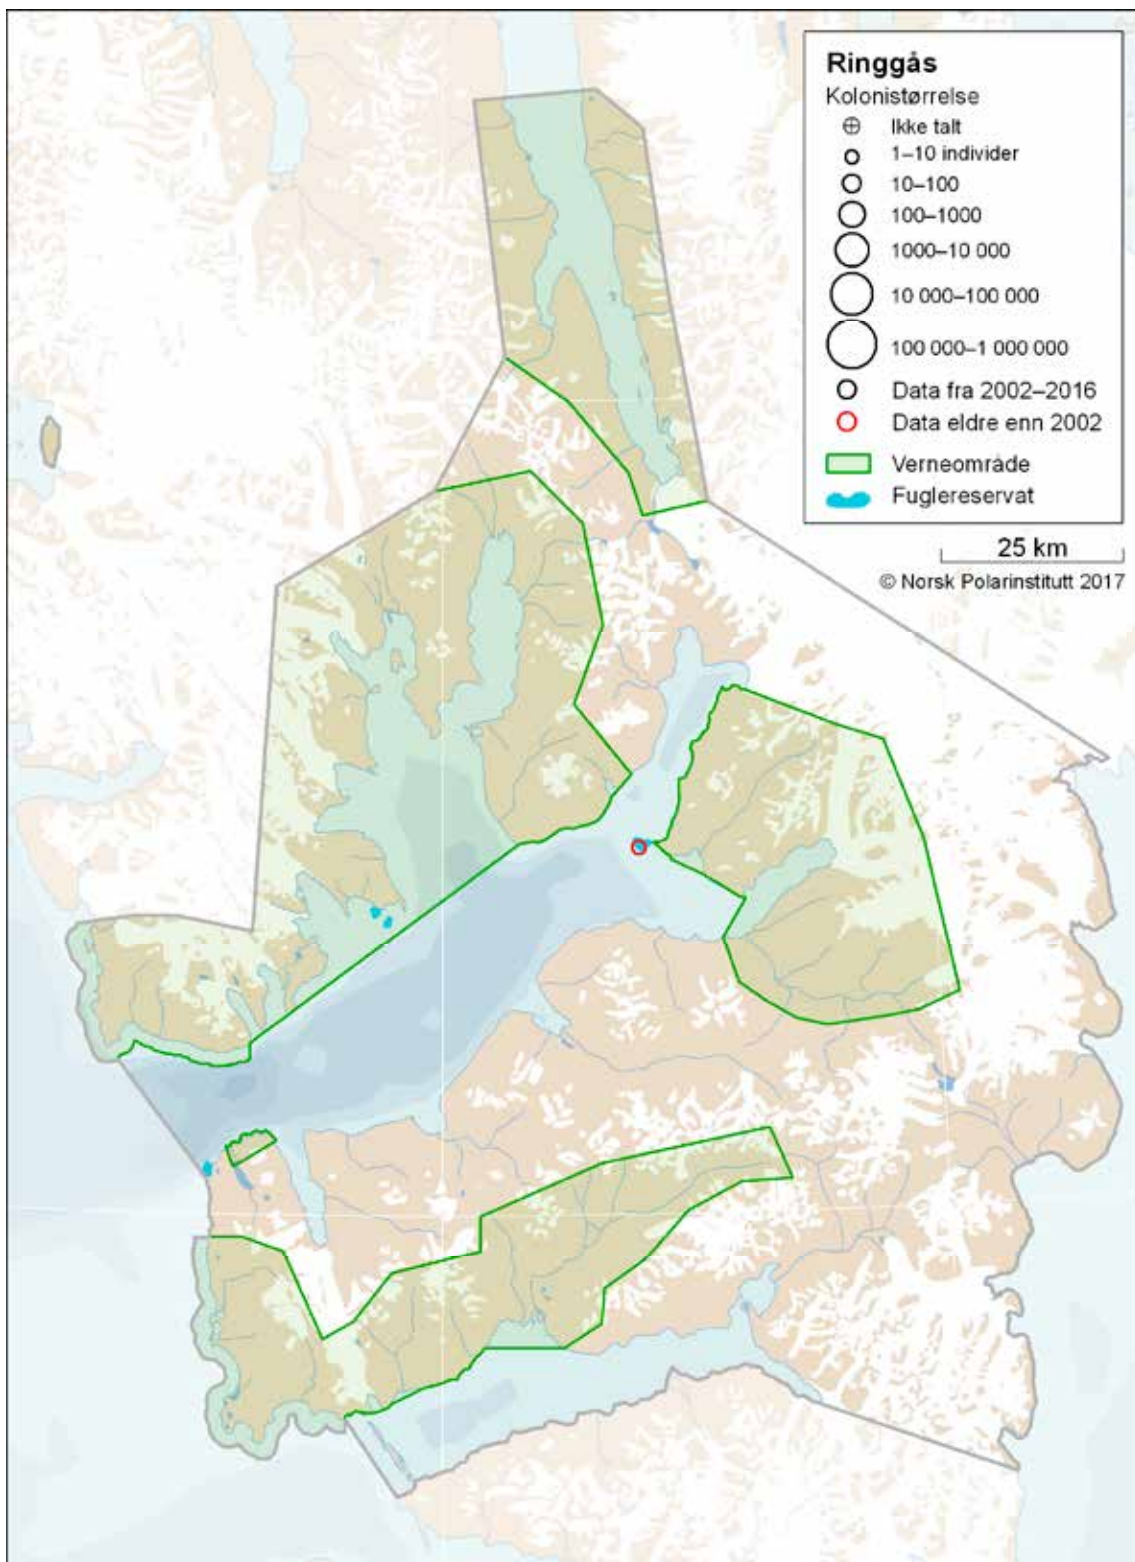 Ringgås
Kolonistørrelse
Ikke talt
1–10 individer
10–100
100–1000
1000–10 000
10 000–100 000
100 000–1 000 000
Data fra 2002–2016
Data eldre enn 2002
Verneområde
Fuglereservat
25 km
© Norsk Polarinstitutt 2017